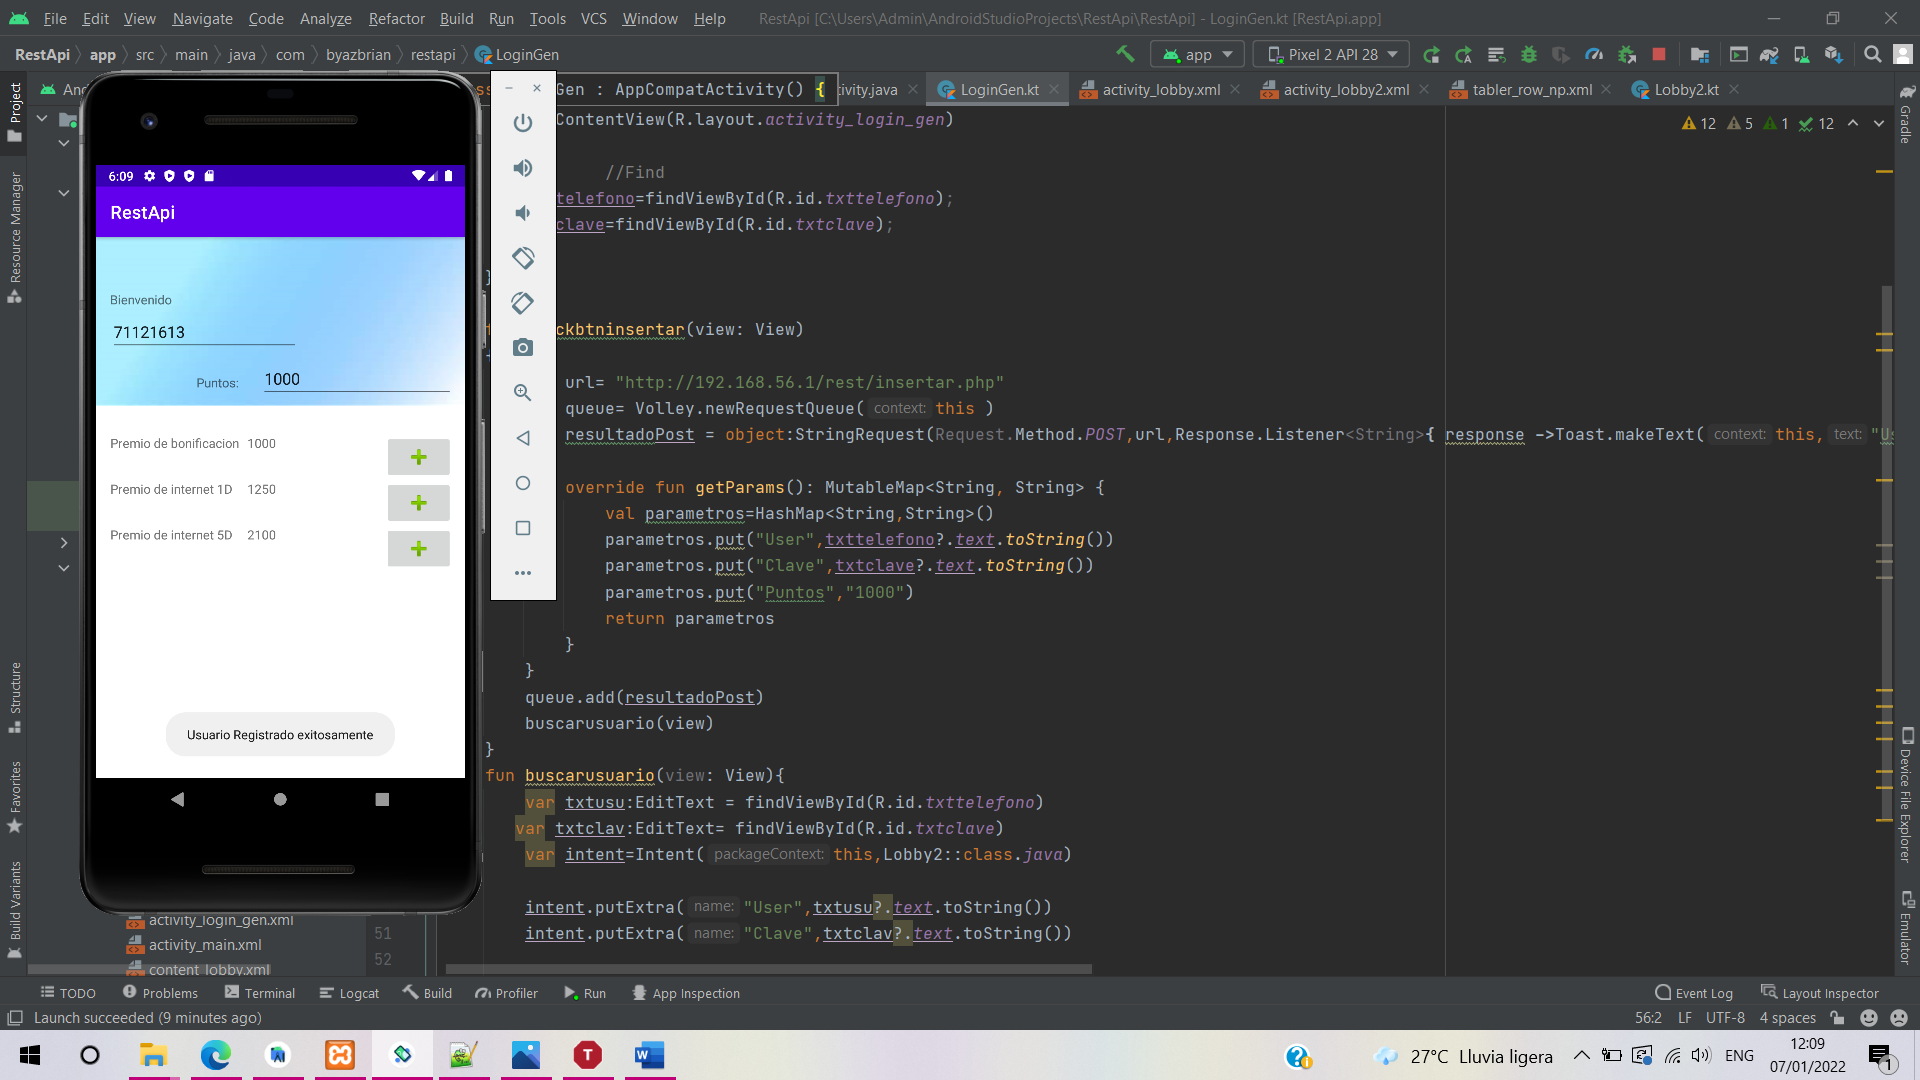 File Edit View Navigate Code Analyze Refactor Build Run Tools VCS Window Help RestApi [C:\Users\Admin\AndroidStudioProjects\RestApi\RestApi] - LoginGen.kt [RestApi.app]
RestApi app src main java com byazbrian restapi LoginGen app Pixel 2 API 28
Gen : AppCompatActivity() { tivity.java LoginGen.kt activity_lobby.xml activity_lobby2.xml tabler_row_np.xml Lobby2.kt
Project
Resource Manager
Structure
Favorites
Build Variants
6:09
RestApi
Bienvenido
71121613
Puntos: 1000
Premio de bonificacion 1000
Premio de internet 1D 1250
Premio de internet 5D 2100
Usuario Registrado exitosamente
activity_login_gen.xml
activity_main.xml
content_lobby.xml
51
52
12 5 1 12
ContentView(R.layout.activity_login_gen)
//Find
telefono=findViewById(R.id.txttelefono);
clave=findViewById(R.id.txtclave);
}
ckbtninsertar(view: View)
url= "http://192.168.56.1/rest/insertar.php"
queue= Volley.newRequestQueue( context: this )
resultadoPost = object:StringRequest(Request.Method.POST,url,Response.Listener<String>{ response ->Toast.makeText( context: this, text: "Us
override fun getParams(): MutableMap<String, String> {
val parametros=HashMap<String,String>()
parametros.put("User",txttelefono?.text.toString())
parametros.put("Clave",txtclave?.text.toString())
parametros.put("Puntos","1000")
return parametros
}
}
queue.add(resultadoPost)
buscarusuario(view)
}
fun buscarusuario(view: View){
var txtusu:EditText = findViewById(R.id.txttelefono)
var txtclav:EditText= findViewById(R.id.txtclave)
var intent=Intent( packageContext: this,Lobby2::class.java)
intent.putExtra( name: "User",txtusu?.text.toString())
intent.putExtra( name: "Clave",txtclav?.text.toString())
Gradle
Device File Explorer
Emulator
TODO Problems Terminal Logcat Build Profiler Run App Inspection Event Log Layout Inspector
Launch succeeded (9 minutes ago) 56:2 LF UTF-8 4 spaces
27°C Lluvia ligera ENG 12:09
07/01/2022
1